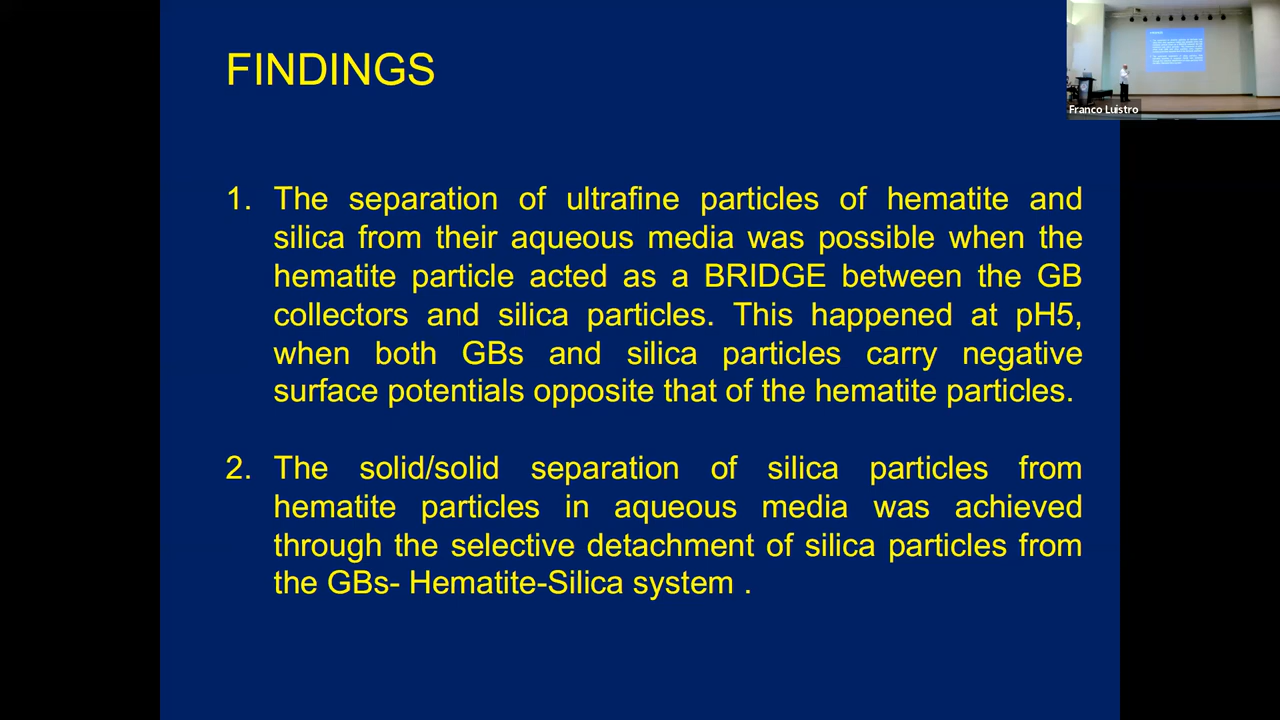 FINDINGS
Franco Luistro
1. The separation of ultrafine particles of hematite and
silica from their aqueous media was possible when the
hematite particle acted as a BRIDGE between the GB
collectors and silica particles. This happened at pH5,
when both GBs and silica particles carry negative
surface potentials opposite that of the hematite particles.
2. The solid/solid separation of silica particles from
hematite particles in aqueous media was achieved
through the selective detachment of silica particles from
the GBs- Hematite-Silica system .